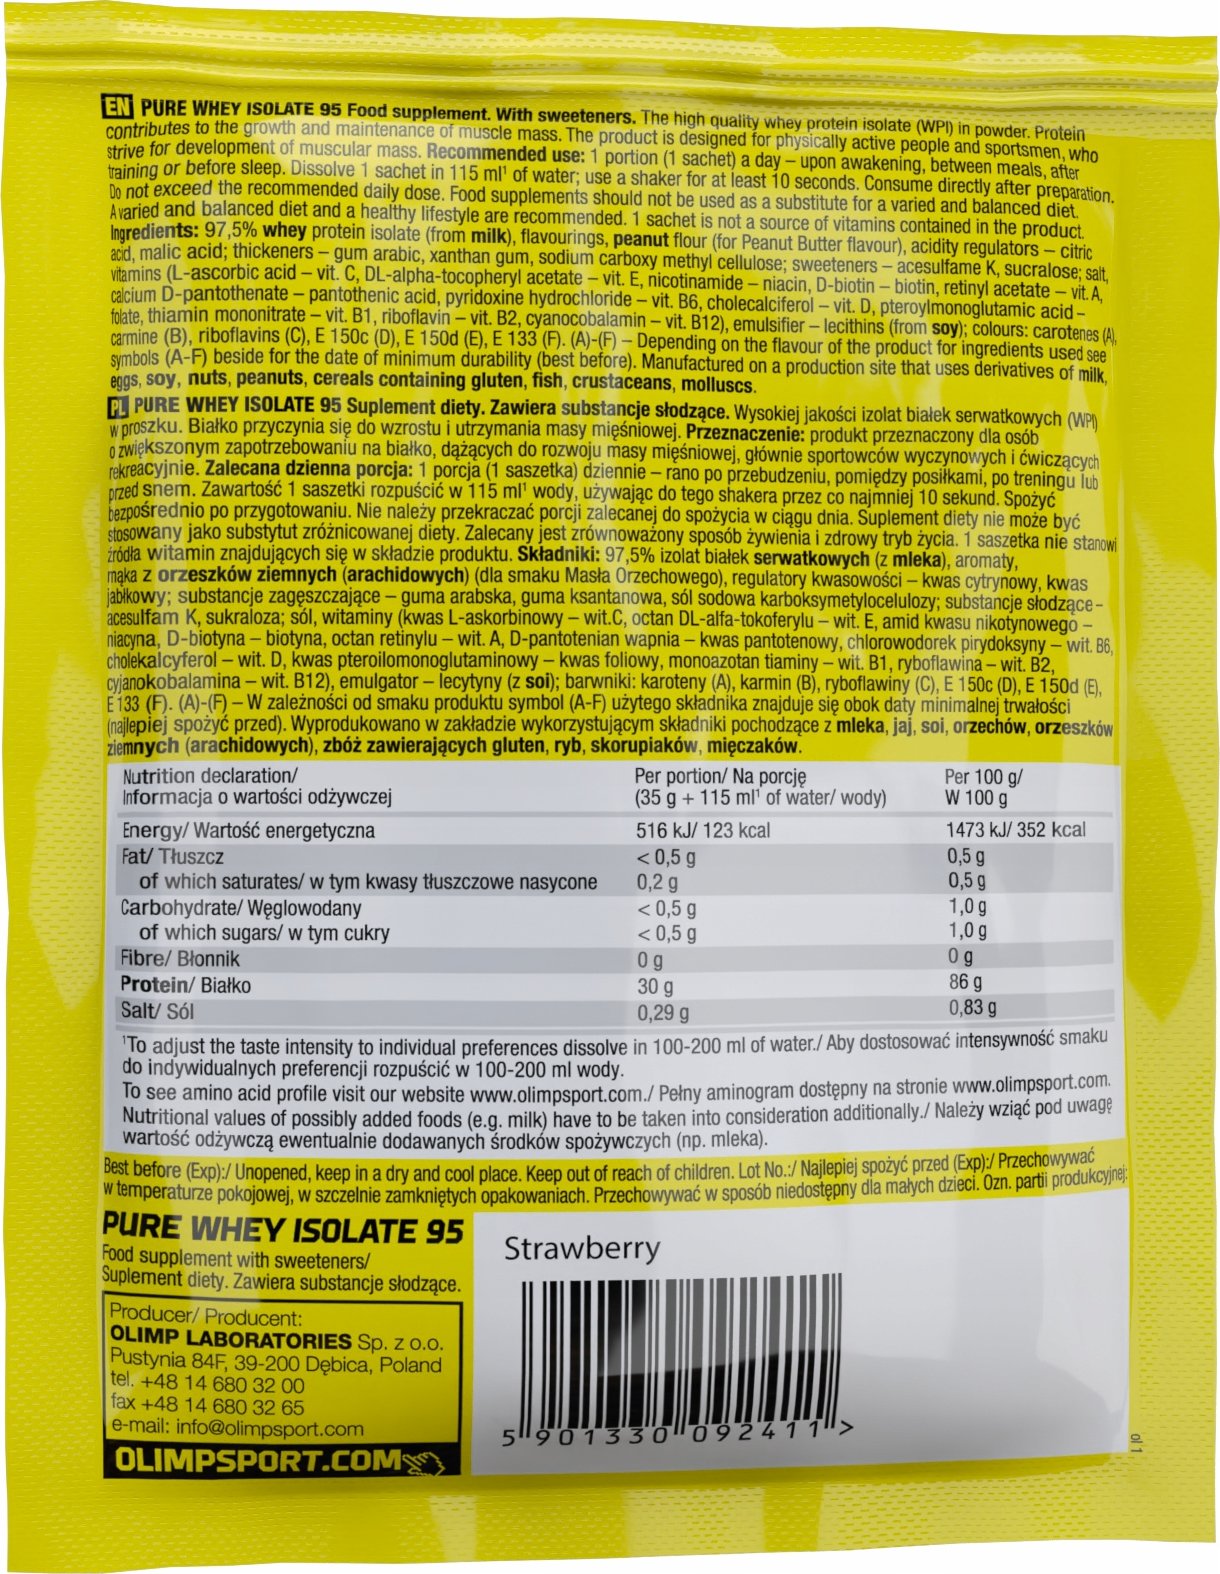 EN PURE WHEY ISOLATE 95 Food supplement. With sweeteners. The high quality whey protein isolate (WPI) in powder. Protein
contributes to the growth and maintenance of muscle mass. The product is designed for physically active people and sportsmen, who
strive for development of muscular mass. Recommended use: 1 portion (1 sachet) a day – upon awakening, between meals, after
training or before sleep. Dissolve 1 sachet in 115 ml¹ of water; use a shaker for at least 10 seconds. Consume directly after preparation.
Do not exceed the recommended daily dose. Food supplements should not be used as a substitute for a varied and balanced diet.
A varied and balanced diet and a healthy lifestyle are recommended. 1 sachet is not a source of vitamins contained in the product.
Ingredients: 97,5% whey protein isolate (from milk), flavourings, peanut flour (for Peanut Butter flavour), acidity regulators – citric
acid, malic acid; thickeners – gum arabic, xanthan gum, sodium carboxy methyl cellulose; sweeteners – acesulfame K, sucralose; salt,
vitamins (L-ascorbic acid – vit. C, DL-alpha-tocopheryl acetate – vit. E, nicotinamide – niacin, D-biotin – biotin, retinyl acetate – vit. A,
calcium D-pantothenate – pantothenic acid, pyridoxine hydrochloride – vit. B6, cholecalciferol – vit. D, pteroylmonoglutamic acid –
folate, thiamin mononitrate – vit. B1, riboflavin – vit. B2, cyanocobalamin – vit. B12), emulsifier – lecithins (from soy); colours: carotenes (A),
carmine (B), riboflavins (C), E 150c (D), E 150d (E), E 133 (F). (A)-(F) – Depending on the flavour of the product for ingredients used see
symbols (A-F) beside for the date of minimum durability (best before). Manufactured on a production site that uses derivatives of milk,
eggs, soy, nuts, peanuts, cereals containing gluten, fish, crustaceans, molluscs.
PL PURE WHEY ISOLATE 95 Suplement diety. Zawiera substancje słodzące. Wysokiej jakości izolat białek serwatkowych (WPI)
w proszku. Białko przyczynia się do wzrostu i utrzymania masy mięśniowej. Przeznaczenie: produkt przeznaczony dla osób
o zwiększonym zapotrzebowaniu na białko, dążących do rozwoju masy mięśniowej, głównie sportowców wyczynowych i ćwiczących
rekreacyjnie. Zalecana dzienna porcja: 1 porcja (1 saszetka) dziennie – rano po przebudzeniu, pomiędzy posiłkami, po treningu lub
przed snem. Zawartość 1 saszetki rozpuścić w 115 ml¹ wody, używając do tego shakera przez co najmniej 10 sekund. Spożyć
bezpośrednio po przygotowaniu. Nie należy przekraczać porcji zalecanej do spożycia w ciągu dnia. Suplement diety nie może być
stosowany jako substytut zróżnicowanej diety. Zalecany jest zrównoważony sposób żywienia i zdrowy tryb życia. 1 saszetka nie stanowi
źródła witamin znajdujących się w składzie produktu. Składniki: 97,5% izolat białek serwatkowych (z mleka), aromaty,
mąka z orzeszków ziemnych (arachidowych) (dla smaku Masła Orzechowego), regulatory kwasowości – kwas cytrynowy, kwas
jabłkowy; substancje zagęszczające – guma arabska, guma ksantanowa, sól sodowa karboksymetylocelulozy; substancje słodzące -
acesulfam K, sukraloza; sól, witaminy (kwas L-askorbinowy – wit.C, octan DL-alfa-tokoferylu – wit. E, amid kwasu nikotynowego –
niacyna, D-biotyna – biotyna, octan retinylu – wit. A, D-pantotenian wapnia – kwas pantotenowy, chlorowodorek pirydoksyny – wit. B6,
cholekalcyferol – wit. D, kwas pteroilomonoglutaminowy – kwas foliowy, monoazotan tiaminy – wit. B1, ryboflawina – wit. B2,
cyjanokobalamina – wit. B12), emulgator – lecytyny (z soi); barwniki: karoteny (A), karmin (B), ryboflawiny (C), E 150c (D), E 150d (E),
E 133 (F). (A)-(F) – W zależności od smaku produktu symbol (A-F) użytego składnika znajduje się obok daty minimalnej trwałości
(najlepiej spożyć przed). Wyprodukowano w zakładzie wykorzystującym składniki pochodzące z mleka, jaj, soi, orzechów, orzeszków
ziemnych (arachidowych), zbóż zawierających gluten, ryb, skorupiaków, mięczaków.
Nutrition declaration/ Per portion/ Na porcję Per 100 g/
Informacja o wartości odżywczej (35 g + 115 ml¹ of water/ wody) W 100 g
Energy/ Wartość energetyczna 516 kJ/ 123 kcal 1473 kJ/ 352 kcal
Fat/ Tłuszcz < 0,5 g 0,5 g
of which saturates/ w tym kwasy tłuszczowe nasycone 0,2 g 0,5 g
Carbohydrate/ Węglowodany < 0,5 g 1,0 g
of which sugars/ w tym cukry < 0,5 g 1,0 g
Fibre/ Błonnik 0 g 0 g
Protein/ Białko 30 g 86 g
Salt/ Sól 0,29 g 0,83 g
¹To adjust the taste intensity to individual preferences dissolve in 100-200 ml of water./ Aby dostosować intensywność smaku
do indywidualnych preferencji rozpuścić w 100-200 ml wody.
To see amino acid profile visit our website www.olimpsport.com./ Pełny aminogram dostępny na stronie www.olimpsport.com.
Nutritional values of possibly added foods (e.g. milk) have to be taken into consideration additionally./ Należy wziąć pod uwagę
wartość odżywczą ewentualnie dodawanych środków spożywczych (np. mleka).
Best before (Exp):/ Unopened, keep in a dry and cool place. Keep out of reach of children. Lot No.:/ Najlepiej spożyć przed (Exp):/ Przechowywać
w temperaturze pokojowej, w szczelnie zamkniętych opakowaniach. Przechowywać w sposób niedostępny dla małych dzieci. Ozn. partii produkcyjnej:
PURE WHEY ISOLATE 95
Food supplement with sweeteners/
Suplement diety. Zawiera substancje słodzące.
Producer/ Producent:
OLIMP LABORATORIES Sp. z o.o.
Pustynia 84F, 39-200 Dębica, Poland
tel. +48 14 680 32 00
fax +48 14 680 32 65
e-mail: info@olimpsport.com
OLIMPSPORT.COM
Strawberry
5 901330 092411 >
ol 1